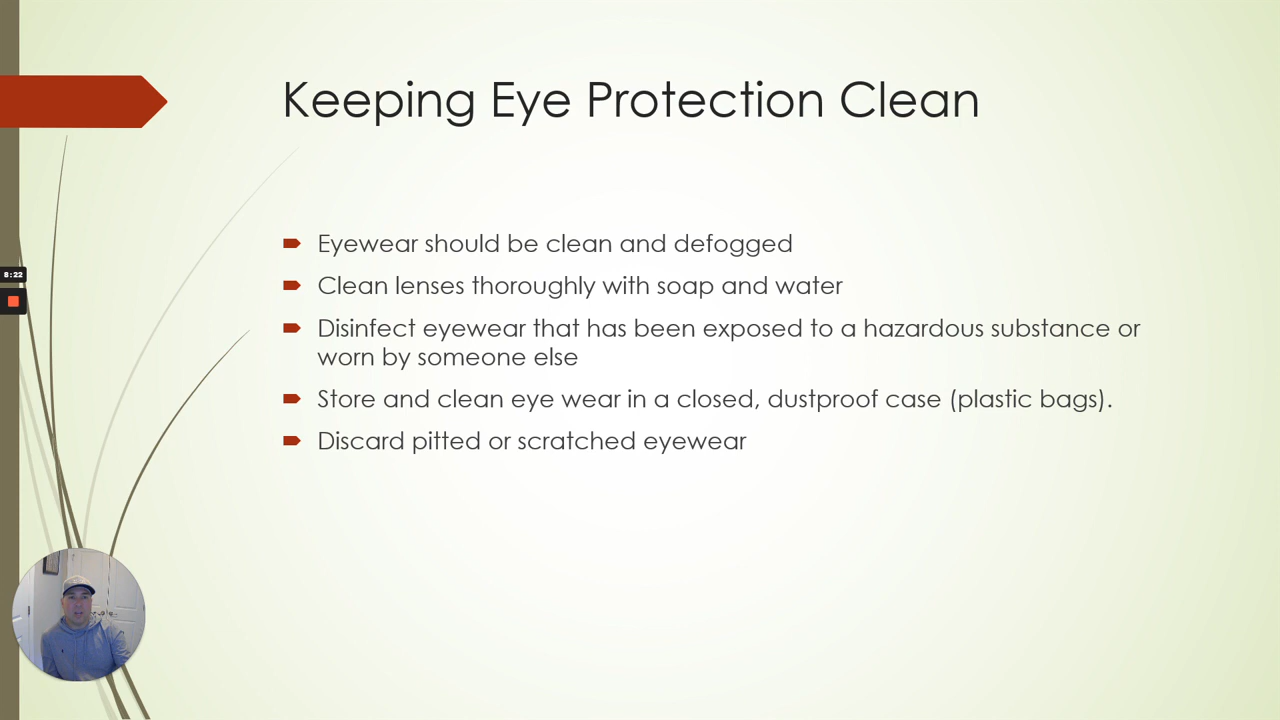 Keeping Eye Protection Clean
Eyewear should be clean and defogged
Clean lenses thoroughly with soap and water
Disinfect eyewear that has been exposed to a hazardous substance or
worn by someone else
8:22
Store and clean eye wear in a closed, dustproof case (plastic bags).
Discard pitted or scratched eyewear